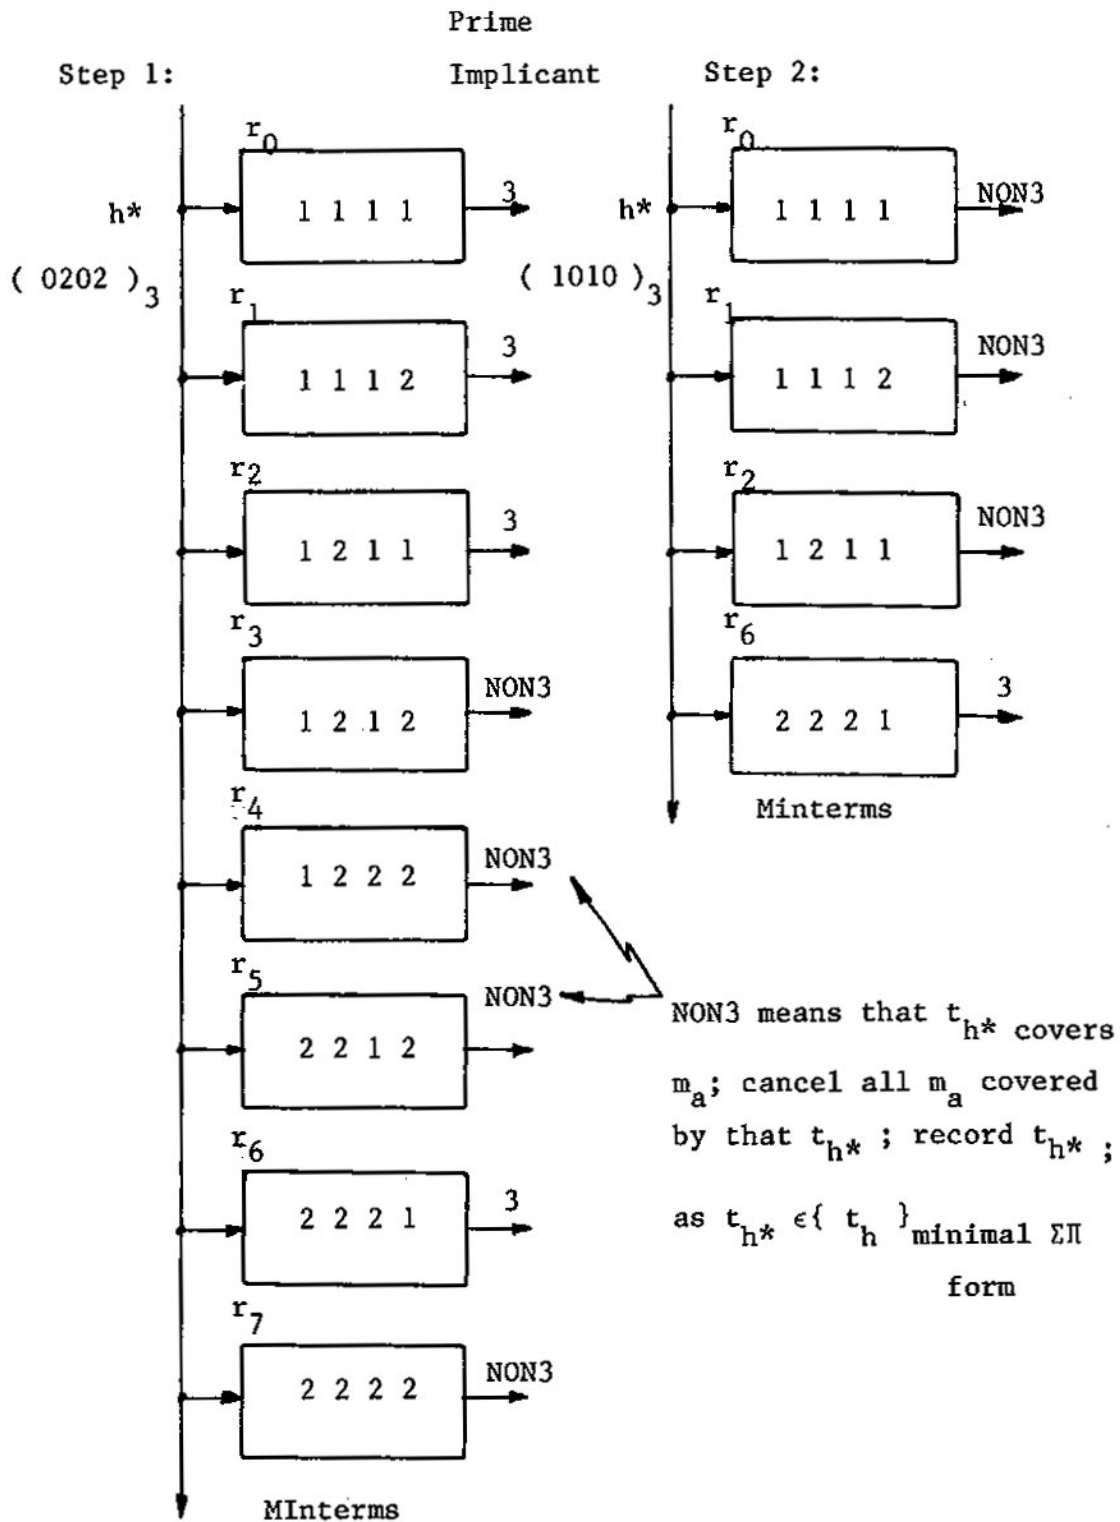 Prime
Step 1: Implicant Step 2:
r0 r0
h* 1 1 1 1 3 h* 1 1 1 1 NON3
( 0202 )3 ( 1010 )3
r1 r1
1 1 1 2 3 1 1 1 2 NON3
r2 r2
1 2 1 1 3 1 2 1 1 NON3
r3 r6
1 2 1 2 NON3 2 2 2 1 3
r4 Minterms
1 2 2 2 NON3
r5
2 2 1 2 NON3
NON3 means that th* covers
ma; cancel all ma covered
by that th* ; record th* ;
as th* ϵ{ th }minimal ΣΠ
form
r6
2 2 2 1 3
r7
2 2 2 2 NON3
MInterms